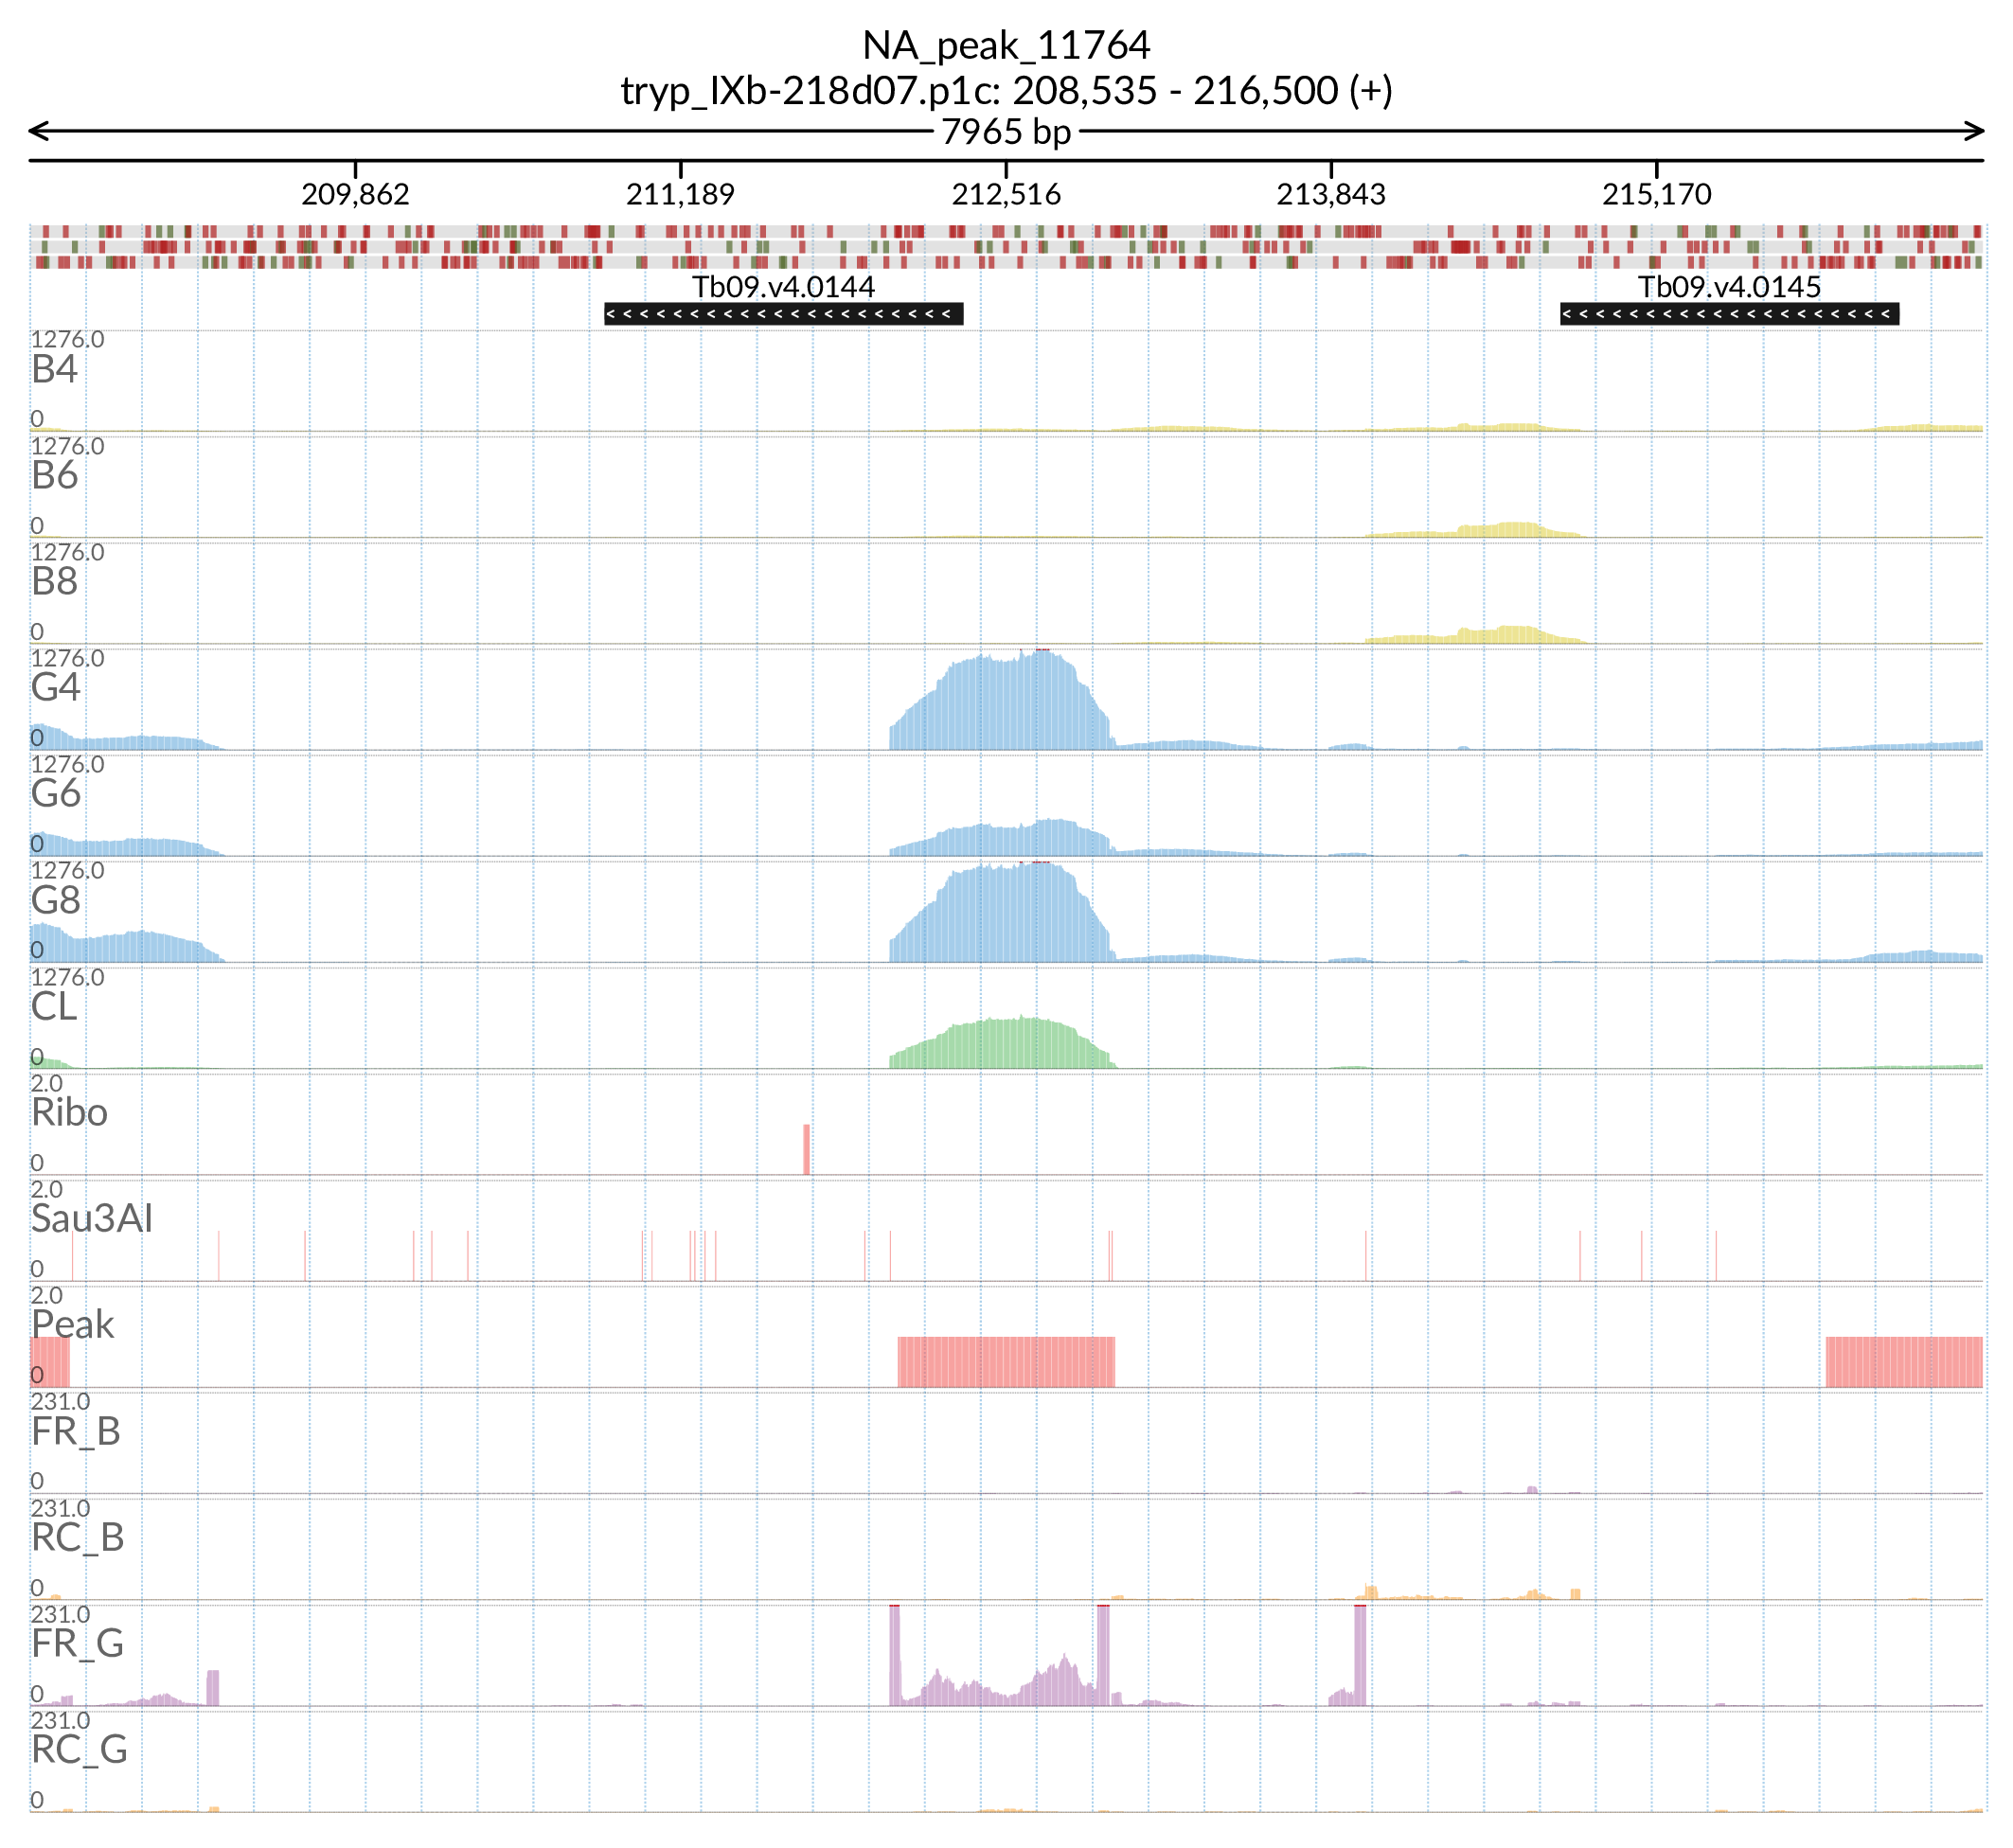 NA_peak_11764
tryp_IXb-218d07.p1c: 208,535 - 216,500 (+)
7965 bp
209,862 211,189 212,516 213,843 215,170
Tb09.v4.0144 Tb09.v4.0145
1276.0
B4
0
1276.0
B6
0
1276.0
B8
0
1276.0
G4
0
1276.0
G6
0
1276.0
G8
0
1276.0
CL
0
2.0
Ribo
0
2.0
Sau3AI
0
2.0
Peak
0
231.0
FR_B
0
231.0
RC_B
0
231.0
FR_G
0
231.0
RC_G
0